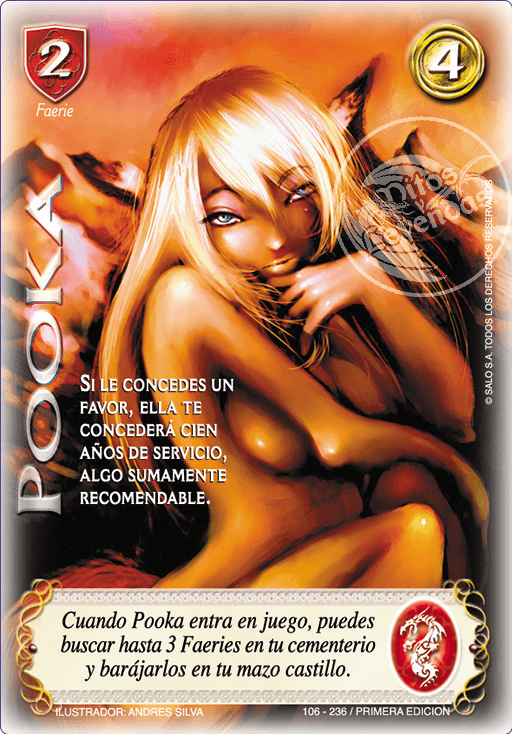 2
4
Faerie
Mitos
Leyendas
POOKA
SI LE CONCEDES UN
FAVOR, ELLA TE
CONCEDERÁ CIEN
AÑOS DE SERVICIO,
ALGO SUMAMENTE
RECOMENDABLE.
© SALO S.A. TODOS LOS DERECHOS RESERVADOS
Cuando Pooka entra en juego, puedes
buscar hasta 3 Faeries en tu cementerio
y barájarlos en tu mazo castillo.
ILUSTRADOR: ANDRES SILVA 106 - 236 / PRIMERA EDICION